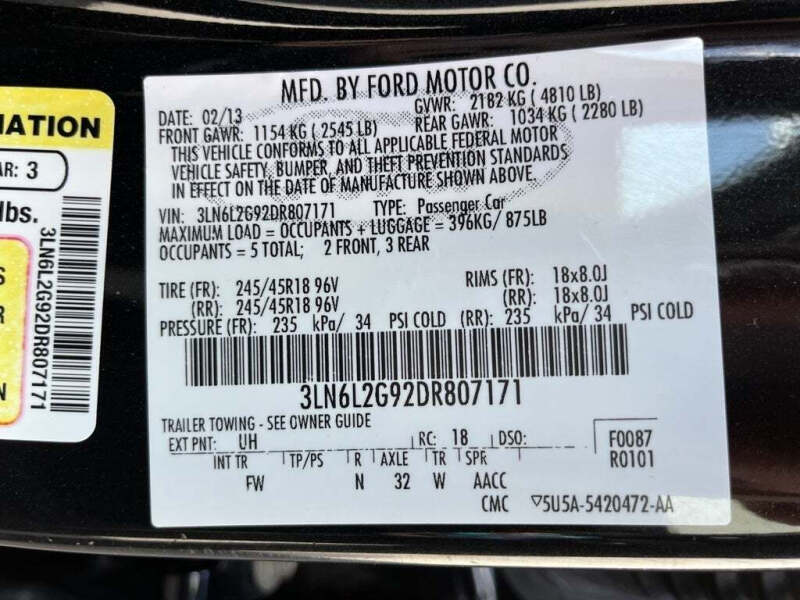 MATION
AR: 3
lbs.
S
R
N
3LN6L2G92DR807171
MFD. BY FORD MOTOR CO.
DATE: 02/13 GVWR: 2182 KG ( 4810 LB)
FRONT GAWR: 1154 KG ( 2545 LB) REAR GAWR: 1034 KG ( 2280 LB)
THIS VEHICLE CONFORMS TO ALL APPLICABLE FEDERAL MOTOR
VEHICLE SAFETY, BUMPER, AND THEFT PREVENTION STANDARDS
IN EFFECT ON THE DATE OF MANUFACTURE SHOWN ABOVE.
VIN: 3LN6L2G92DR807171 TYPE: Passenger Car
MAXIMUM LOAD = OCCUPANTS + LUGGAGE = 396KG/ 875LB
OCCUPANTS = 5 TOTAL; 2 FRONT, 3 REAR
TIRE (FR): 245/45R18 96V RIMS (FR): 18x8.0J
(RR): 245/45R18 96V (RR): 18x8.0J
PRESSURE (FR): 235 kPa/ 34 PSI COLD (RR): 235 kPa/ 34 PSI COLD
3LN6L2G92DR807171
TRAILER TOWING - SEE OWNER GUIDE
EXT PNT: UH RC: 18 DSO: F0087
INT TR TP/PS R AXLE TR SPR R0101
FW N 32 W AACC
CMC ▽5U5A-5420472-AA